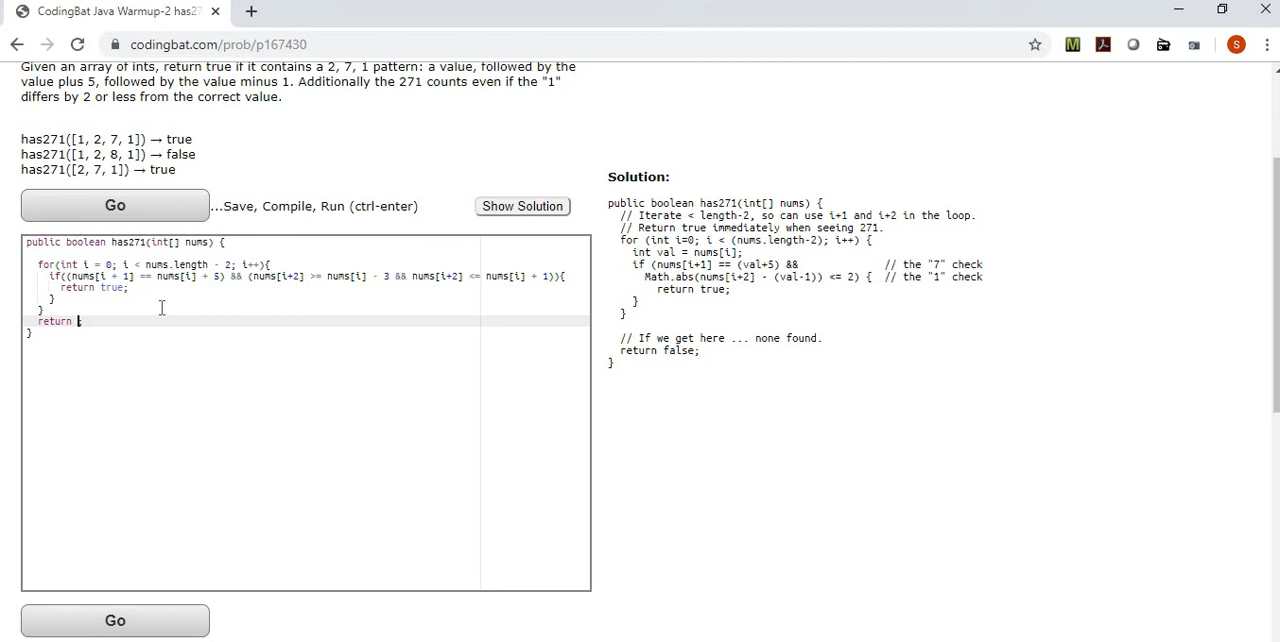 CodingBat Java Warmup-2 has27
codingbat.com/prob/p167430
Given an array of ints, return true if it contains a 2, 7, 1 pattern: a value, followed by the
value plus 5, followed by the value minus 1. Additionally the 271 counts even if the "1"
differs by 2 or less from the correct value.
has271([1, 2, 7, 1]) → true
has271([1, 2, 8, 1]) → false
has271([2, 7, 1]) → true
Go
...Save, Compile, Run (ctrl-enter)
Show Solution
public boolean has271(int[] nums) {
for(int i = 0; i < nums.length - 2; i++){
if((nums[i + 1] == nums[i] + 5) && (nums[i+2] >= nums[i] - 3 && nums[i+2] <= nums[i] + 1)){
return true;
}
}
return ;
}
Go
Solution:
public boolean has271(int[] nums) {
// Iterate < length-2, so can use i+1 and i+2 in the loop.
// Return true immediately when seeing 271.
for (int i=0; i < (nums.length-2); i++) {
int val = nums[i];
if (nums[i+1] == (val+5) && // the "7" check
Math.abs(nums[i+2] - (val-1)) <= 2) { // the "1" check
return true;
}
}
// If we get here ... none found.
return false;
}
M
S